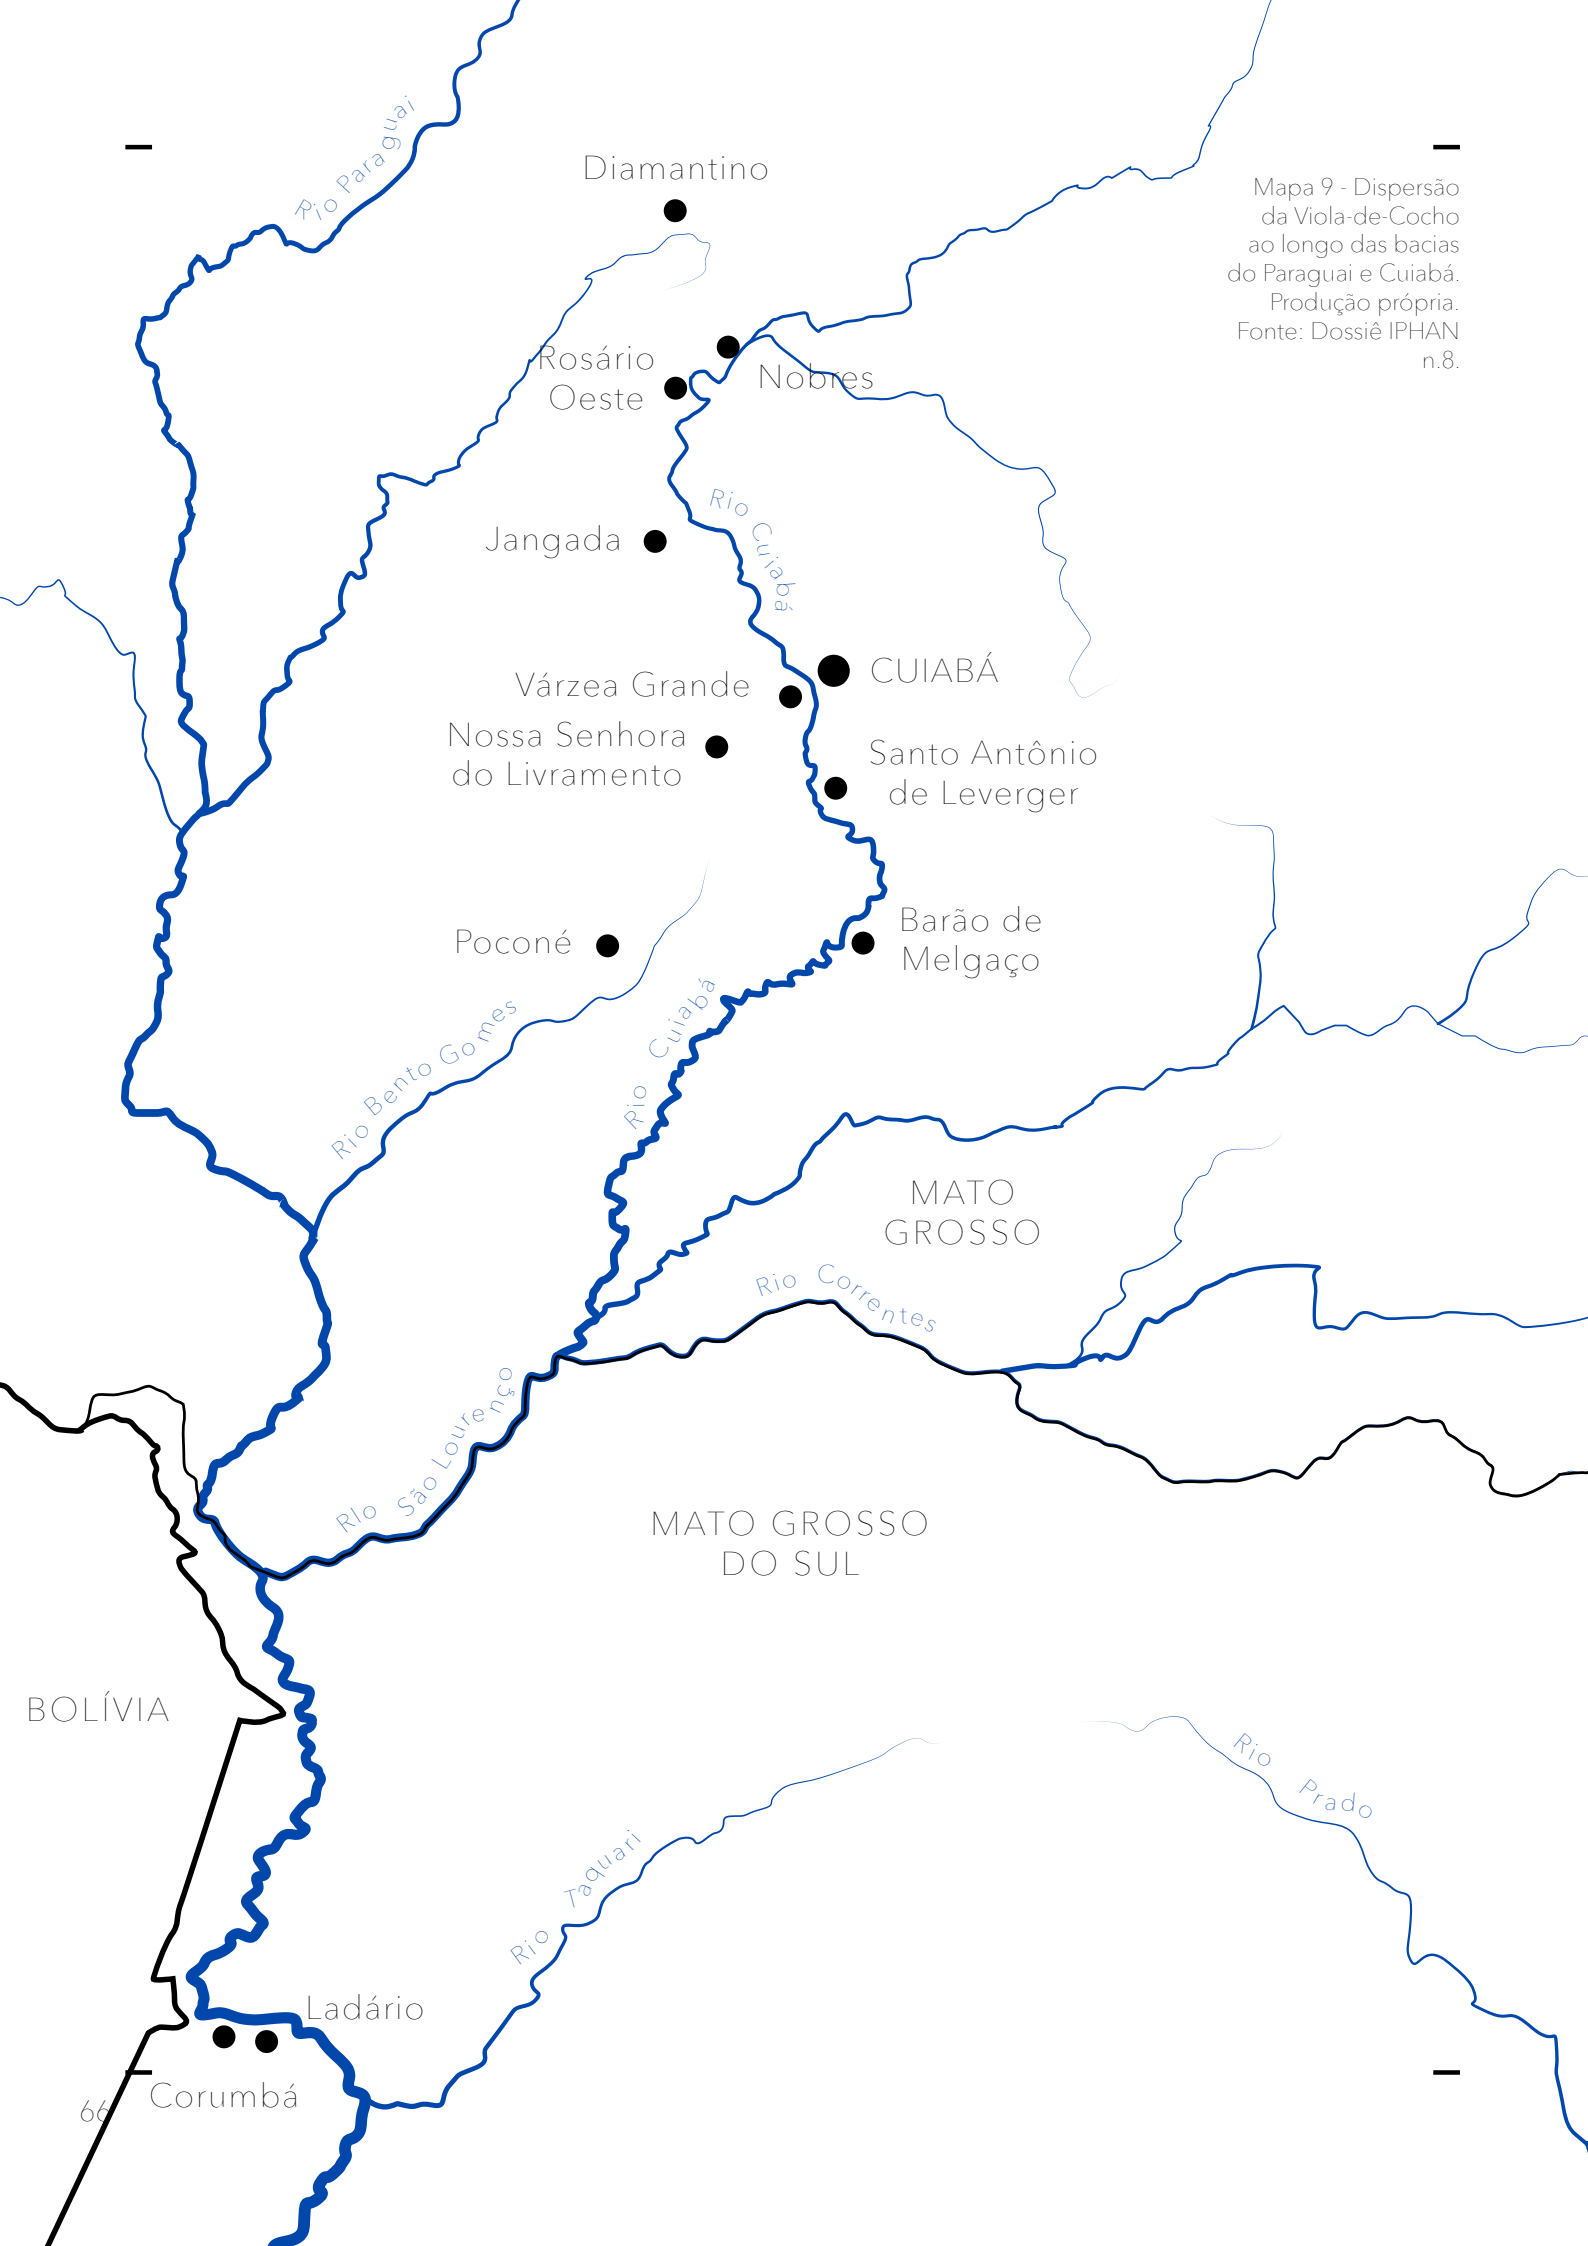 Rio Paraguai
Diamantino
Mapa 9 - Dispersão
da Viola-de-Cocho
ao longo das bacias
do Paraguai e Cuiabá.
Produção própria.
Fonte: Dossiê IPHAN
n.8.
Rosário
Oeste
Nobres
Rio Cuiabá
Jangada
CUIABÁ
Várzea Grande
Nossa Senhora
do Livramento
Santo Antônio
de Leverger
Barão de
Melgaço
Poconé
Rio Bento Gomes
Rio Cuiabá
MATO
GROSSO
Rio Correntes
RIo São Lourenço
MATO GROSSO
DO SUL
BOLÍVIA
Rio Prado
Rio Taquari
Ladário
Corumbá
66